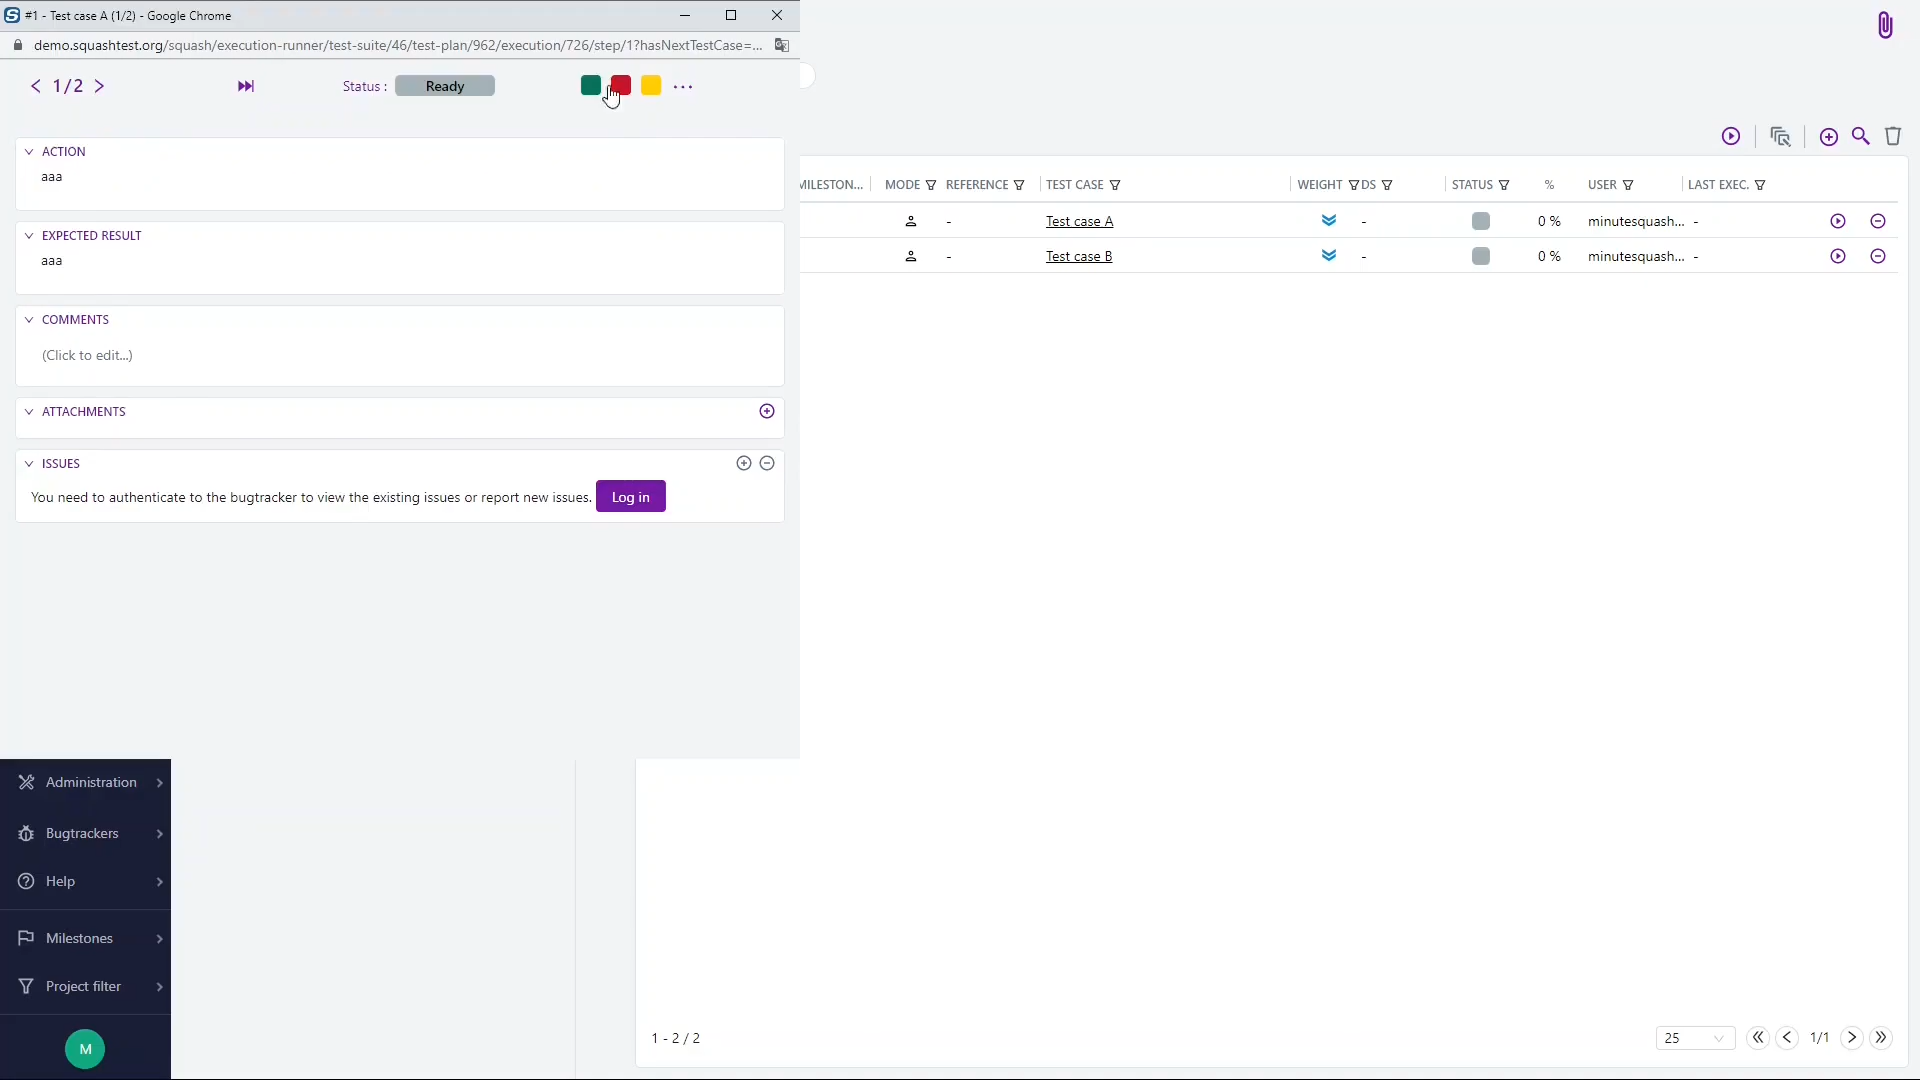 #1 - Test case A (1/2) - Google Chrome
demo.squashtest.org/squash/execution-runner/test-suite/46/test-plan/962/execution/726/step/1?hasNextTestCase=...
1/2
Status :
Ready
ACTION
aaa
EXPECTED RESULT
aaa
COMMENTS
(Click to edit...)
ATTACHMENTS
ISSUES
You need to authenticate to the bugtracker to view the existing issues or report new issues.
Log in
MILESTON... MODE REFERENCE TEST CASE WEIGHT DS STATUS % USER LAST EXEC.
- Test case A - 0 % minutesquash... -
- Test case B - 0 % minutesquash... -
Administration
Bugtrackers
Help
Milestones
Project filter
M
1 - 2 / 2
25
1/1